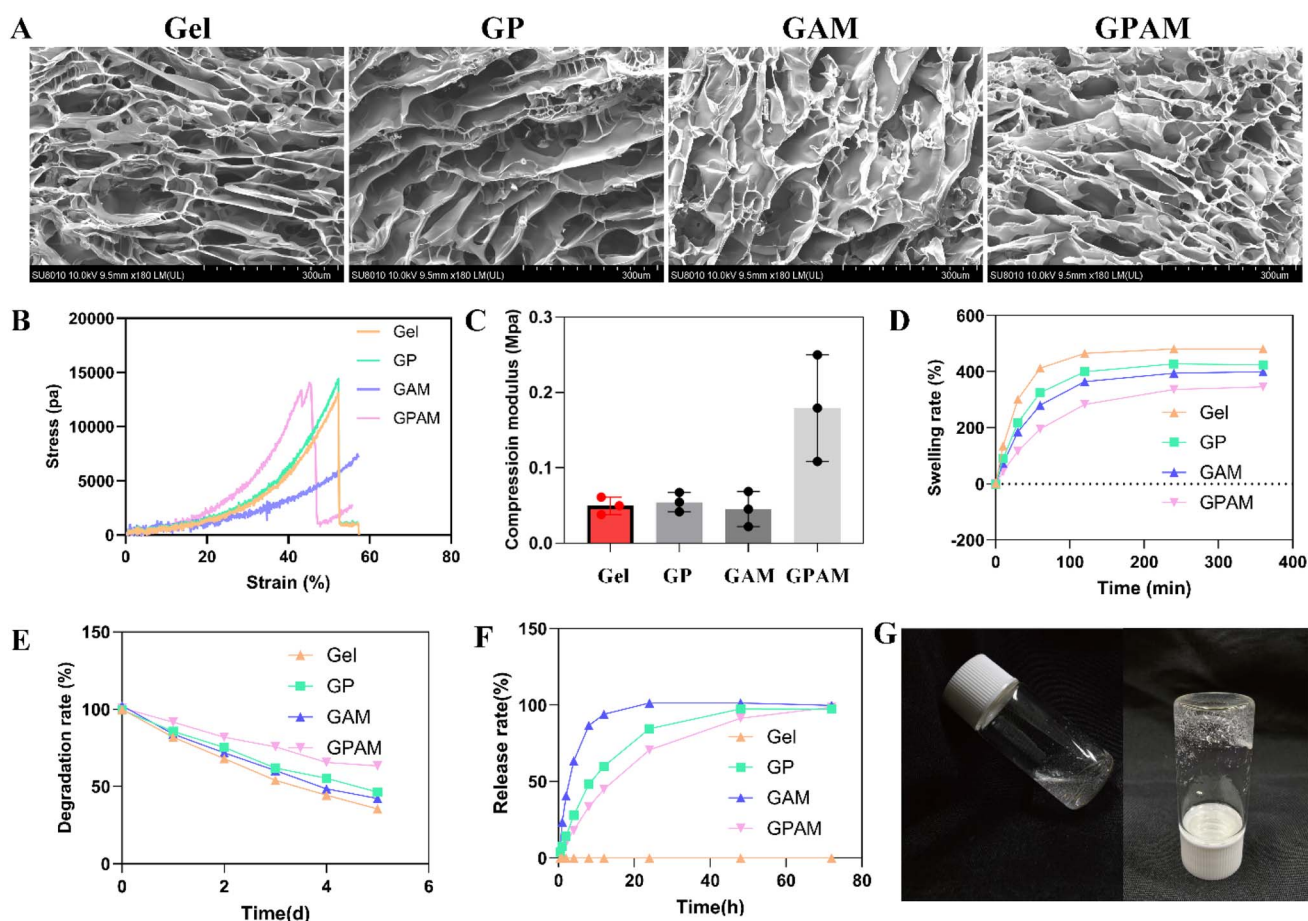 A
Gel
GP
GAM
GPAM
SU8010 10.0kV 9.5mm x180 LM(UL)
300um
SU8010 10.0kV 9.5mm x180 LM(UL)
300um
SU8010 10.0kV 9.5mm x180 LM(UL)
300um
SU8010 10.0kV 9.5mm x180 LM(UL)
300um
B
Stress (pa)
20000
15000
10000
5000
0
0
20
40
60
80
Strain (%)
Gel
GP
GAM
GPAM
C
Compressioin modulus (Mpa)
0.3
0.2
0.1
0.0
Gel
GP
GAM
GPAM
D
Swelling rate (%)
600
400
200
0
-200
0
100
200
300
400
Time (min)
Gel
GP
GAM
GPAM
E
Degradation rate (%)
150
100
50
0
0
2
4
6
Time(d)
Gel
GP
GAM
GPAM
F
Release rate(%)
150
100
50
0
0
20
40
60
80
Time(h)
Gel
GP
GAM
GPAM
G